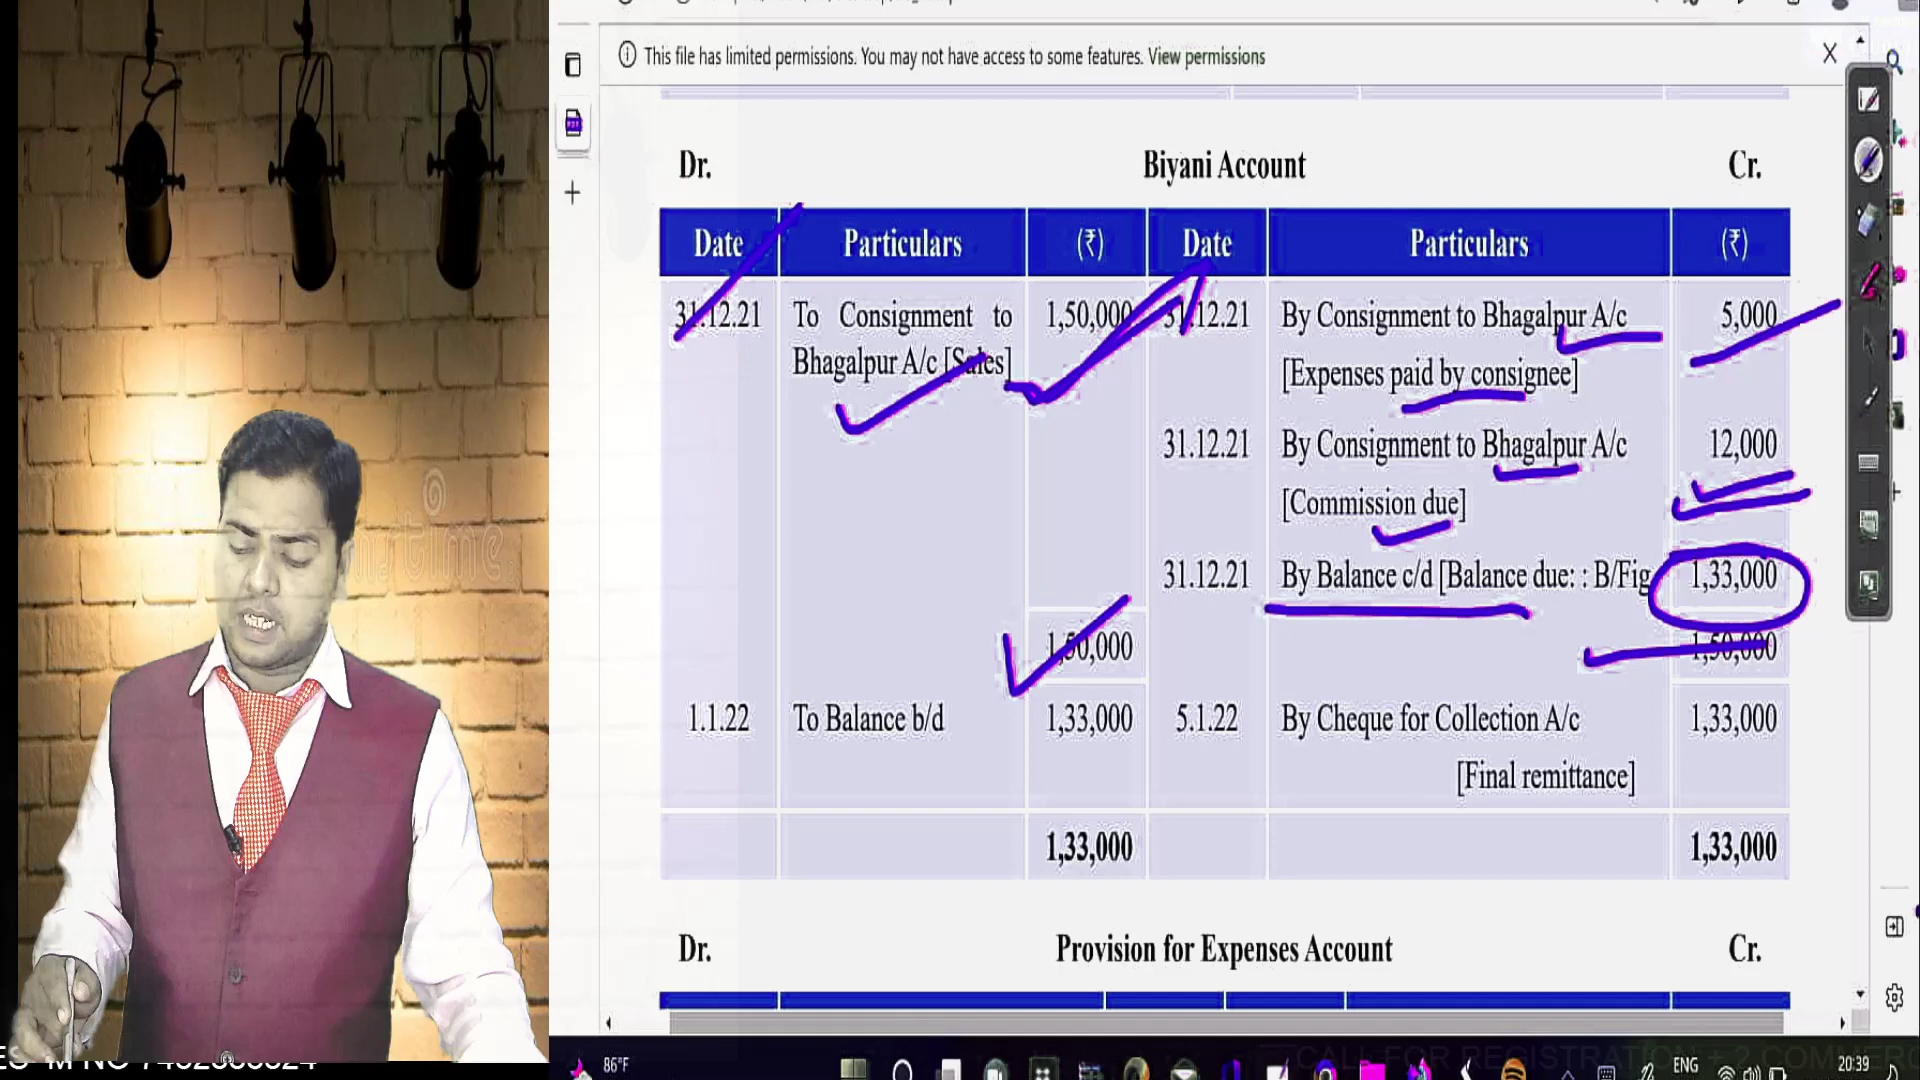 This file has limited permissions. You may not have access to some features. View permissions
Dr. Biyani Account Cr.
Date Particulars (₹) Date Particulars (₹)
31.12.21 To Consignment to 1,50,000 31.12.21 By Consignment to Bhagalpur A/c 5,000
Bhagalpur A/c [Sales] [Expenses paid by consignee]
31.12.21 By Consignment to Bhagalpur A/c 12,000
[Commission due]
31.12.21 By Balance c/d [Balance due: : B/Fig 1,33,000
1,50,000 1,50,000
1.1.22 To Balance b/d 1,33,000 5.1.22 By Cheque for Collection A/c 1,33,000
[Final remittance]
1,33,000 1,33,000
Dr. Provision for Expenses Account Cr.
86°F ENG 20:39
CALL FOR REGISTRATION + 2 COMMERC